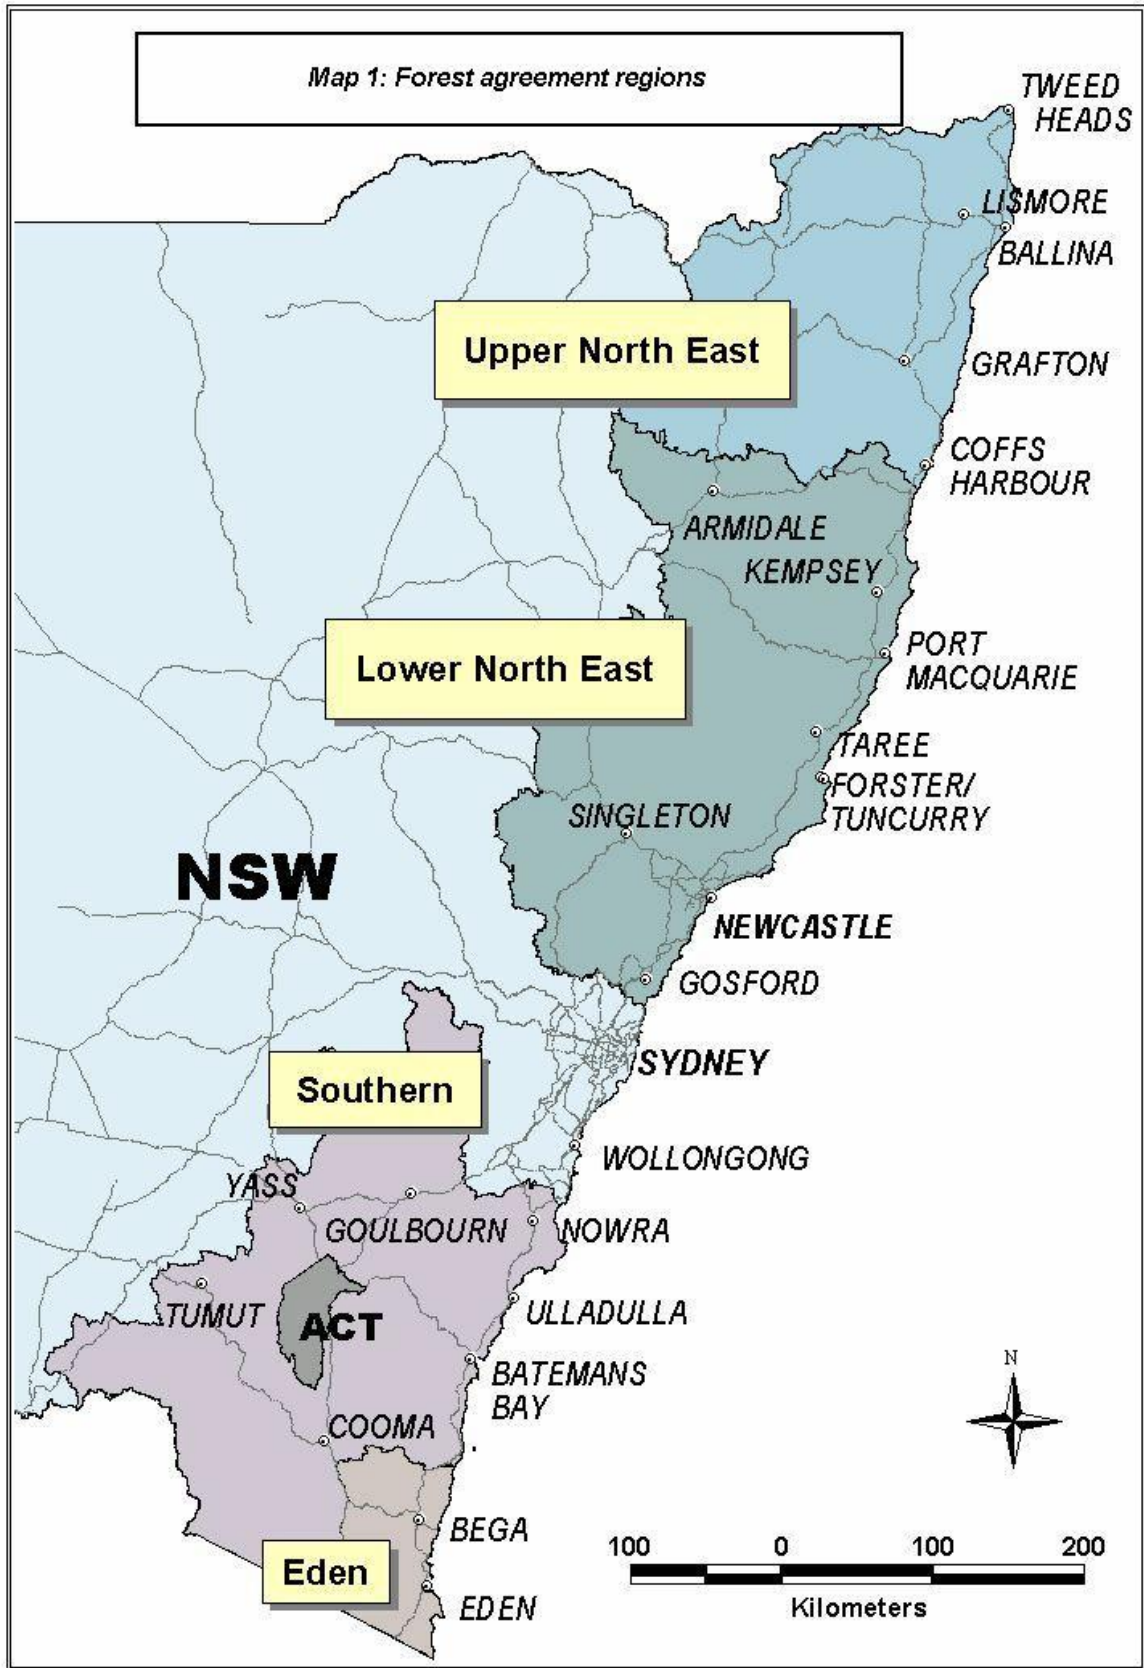 Map 1: Forest agreement regions
TWEED
HEADS
LISMORE
BALLINA
Upper North East
GRAFTON
COFFS
HARBOUR
ARMIDALE
KEMPSEY
Lower North East
PORT
MACQUARIE
TAREE
FORSTER/
TUNCURRY
SINGLETON
NSW
NEWCASTLE
GOSFORD
SYDNEY
Southern
WOLLONGONG
YASS
GOULBOURN
NOWRA
TUMUT
ACT
ULLADULLA
BATEMANS
BAY
N
COOMA
BEGA
Eden
EDEN
100 0 100 200
Kilometers